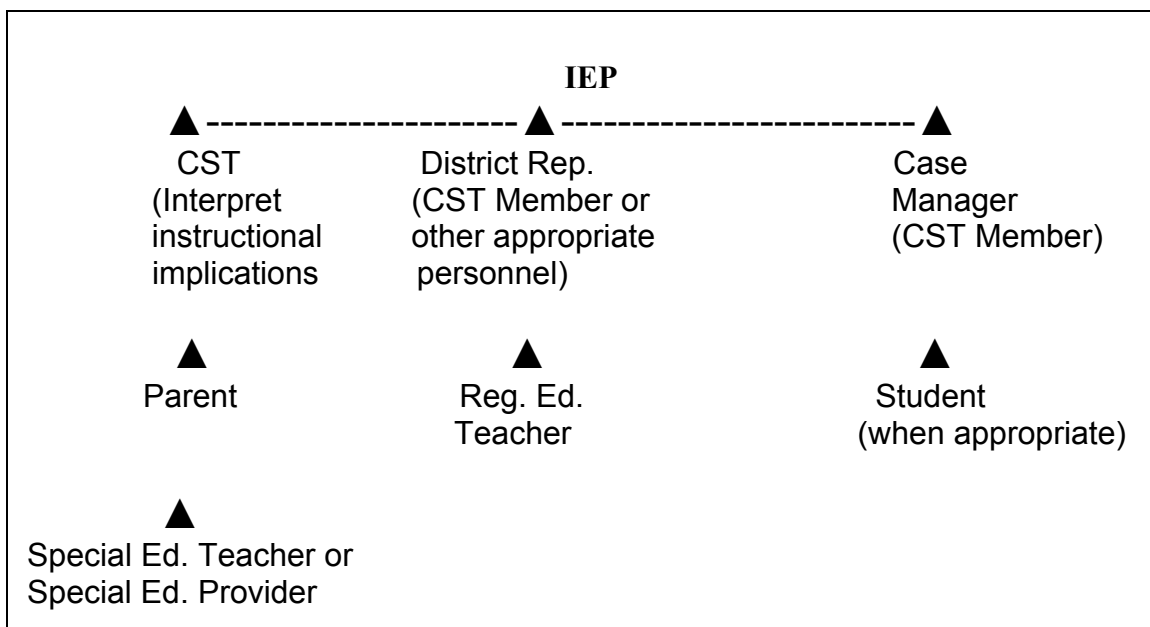 IEP
▲ ---------------------- ▲ ------------------------- ▲
CST
(Interpret
instructional
implications
District Rep.
(CST Member or
other appropriate
personnel)
Case
Manager
(CST Member)
▲ ▲ ▲
Parent
Reg. Ed.
Teacher
Student
(when appropriate)
▲
Special Ed. Teacher or
Special Ed. Provider